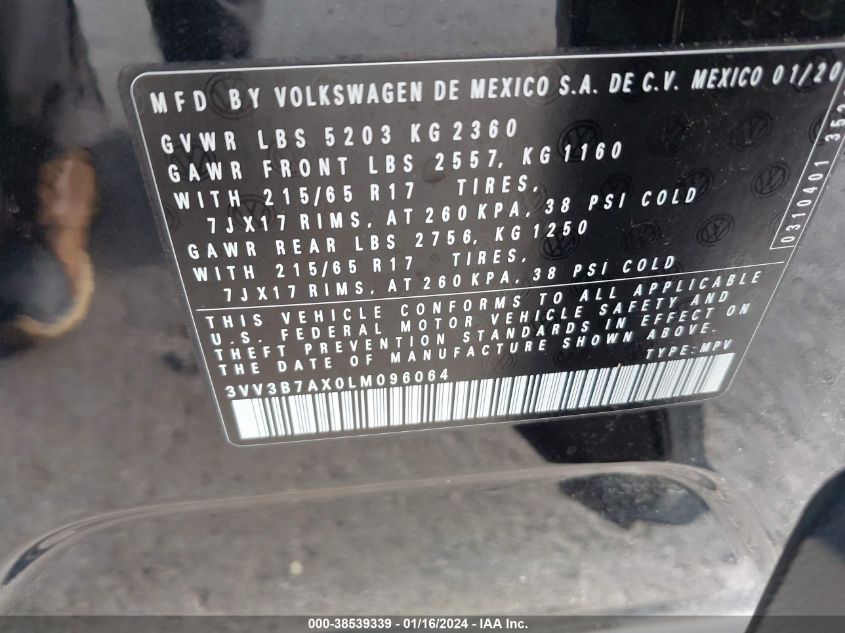 MFD BY VOLKSWAGEN DE MEXICO S.A. DE C.V. MEXICO 01/20
GVWR LBS 5203 KG 2360
GAWR FRONT LBS 2557, KG 1160
WITH 215/65 R17 TIRES,
7JX17 RIMS, AT 260 KPA, 38 PSI COLD
GAWR REAR LBS 2756, KG 1250
WITH 215/65 R17 TIRES,
7JX17 RIMS, AT 260 KPA, 38 PSI COLD
THIS VEHICLE CONFORMS TO ALL APPLICABLE
U.S. FEDERAL MOTOR VEHICLE SAFETY AND
THEFT PREVENTION STANDARDS IN EFFECT ON
THE DATE OF MANUFACTURE SHOWN ABOVE.
TYPE: MPV
3VV3B7AX0LM096064
0310401
000-38539339 - 01/16/2024 - IAA Inc.